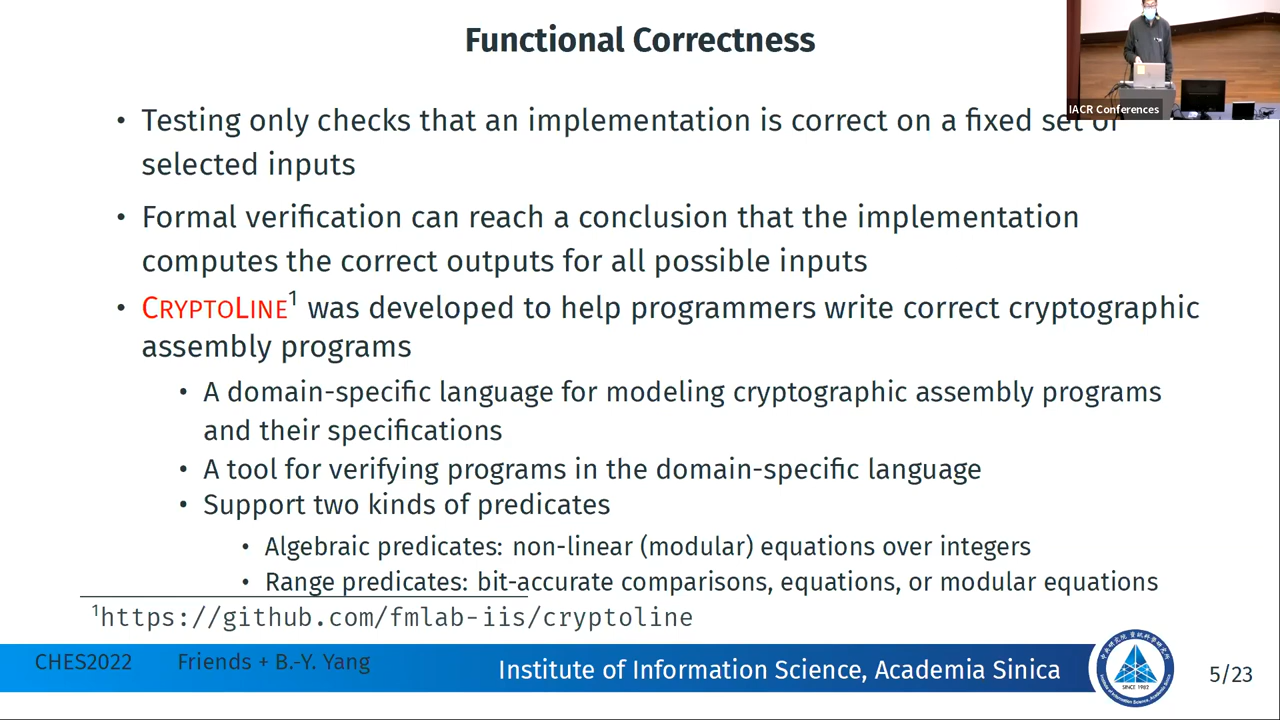 Functional Correctness
IACR Conferences
• Testing only checks that an implementation is correct on a fixed set of
selected inputs
• Formal verification can reach a conclusion that the implementation
computes the correct outputs for all possible inputs
• CRYPTOLINE¹ was developed to help programmers write correct cryptographic
assembly programs
• A domain-specific language for modeling cryptographic assembly programs
and their specifications
• A tool for verifying programs in the domain-specific language
• Support two kinds of predicates
• Algebraic predicates: non-linear (modular) equations over integers
• Range predicates: bit-accurate comparisons, equations, or modular equations
¹https://github.com/fmlab-iis/cryptoline
CHES2022 Friends + B.-Y. Yang
Institute of Information Science, Academia Sinica
SINCE 1982
5/23